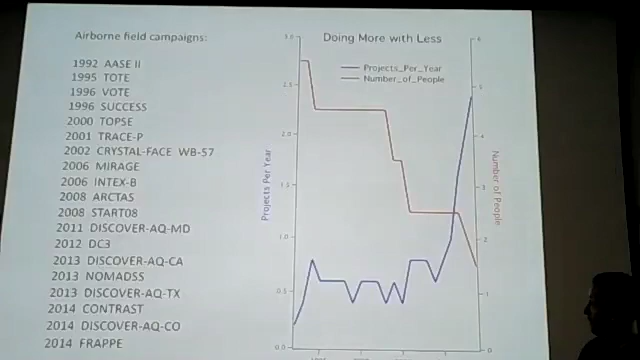 Airborne field campaigns:
1992 AASE II
1995 TOTE
1996 VOTE
1996 SUCCESS
2000 TOPSE
2001 TRACE-P
2002 CRYSTAL-FACE WB-57
2006 MIRAGE
2006 INTEX-B
2008 ARCTAS
2008 START08
2011 DISCOVER-AQ-MD
2012 DC3
2013 DISCOVER-AQ-CA
2013 NOMADSS
2013 DISCOVER-AQ-TX
2014 CONTRAST
2014 DISCOVER-AQ-CO
2014 FRAPPE
Doing More with Less
Projects_Per_Year
Number_of_People
Projects Per Year
3.0
2.5
2.0
1.5
1.0
0.5
0.0
Number of People
6
5
4
3
2
1
0